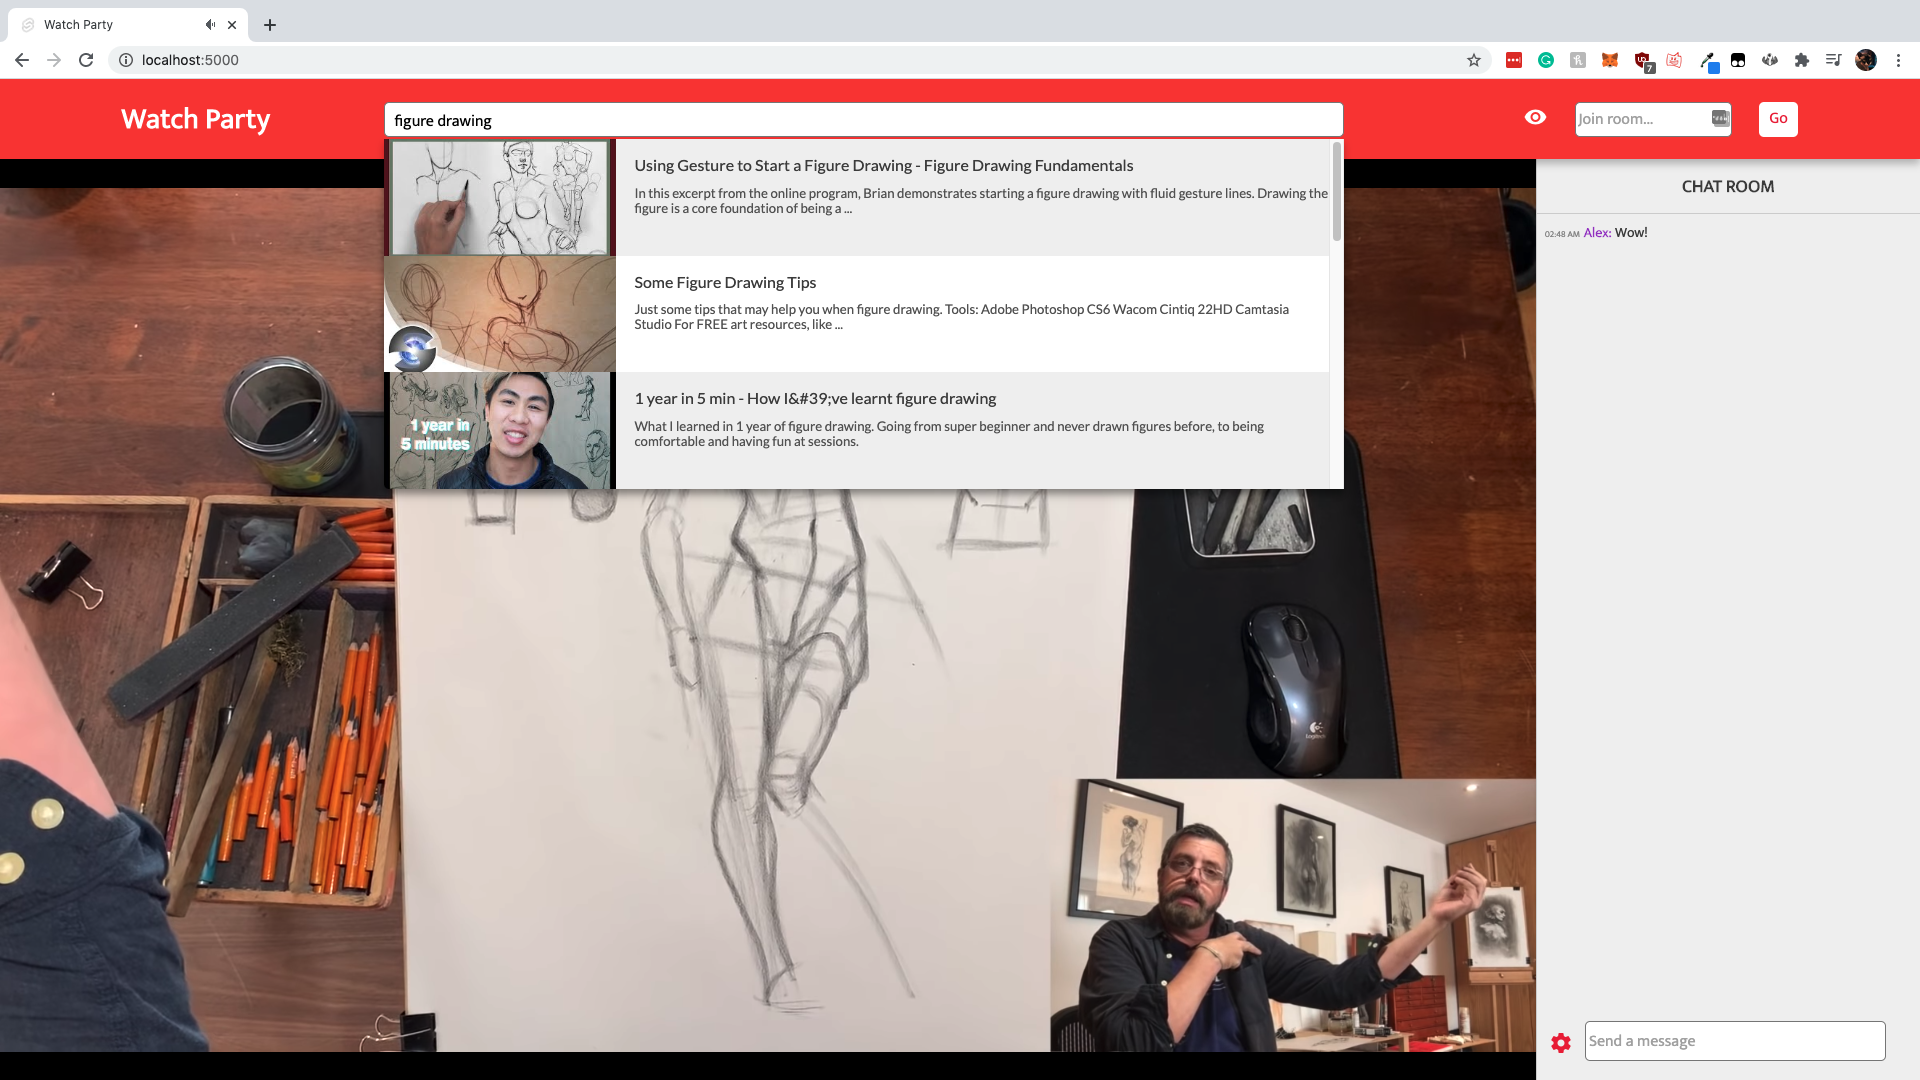 Watch Party
localhost:5000
7
Watch Party
figure drawing
Join room...
Go
Using Gesture to Start a Figure Drawing - Figure Drawing Fundamentals
In this excerpt from the online program, Brian demonstrates starting a figure drawing with fluid gesture lines. Drawing the
figure is a core foundation of being a ...
Some Figure Drawing Tips
Just some tips that may help you when figure drawing. Tools: Adobe Photoshop CS6 Wacom Cintiq 22HD Camtasia
Studio For FREE art resources, like ...
1 year in
5 minutes
1 year in 5 min - How I&#39;ve learnt figure drawing
What I learned in 1 year of figure drawing. Going from super beginner and never drawn figures before, to being
comfortable and having fun at sessions.
CHAT ROOM
02:48 AM Alex: Wow!
Logitech
Send a message